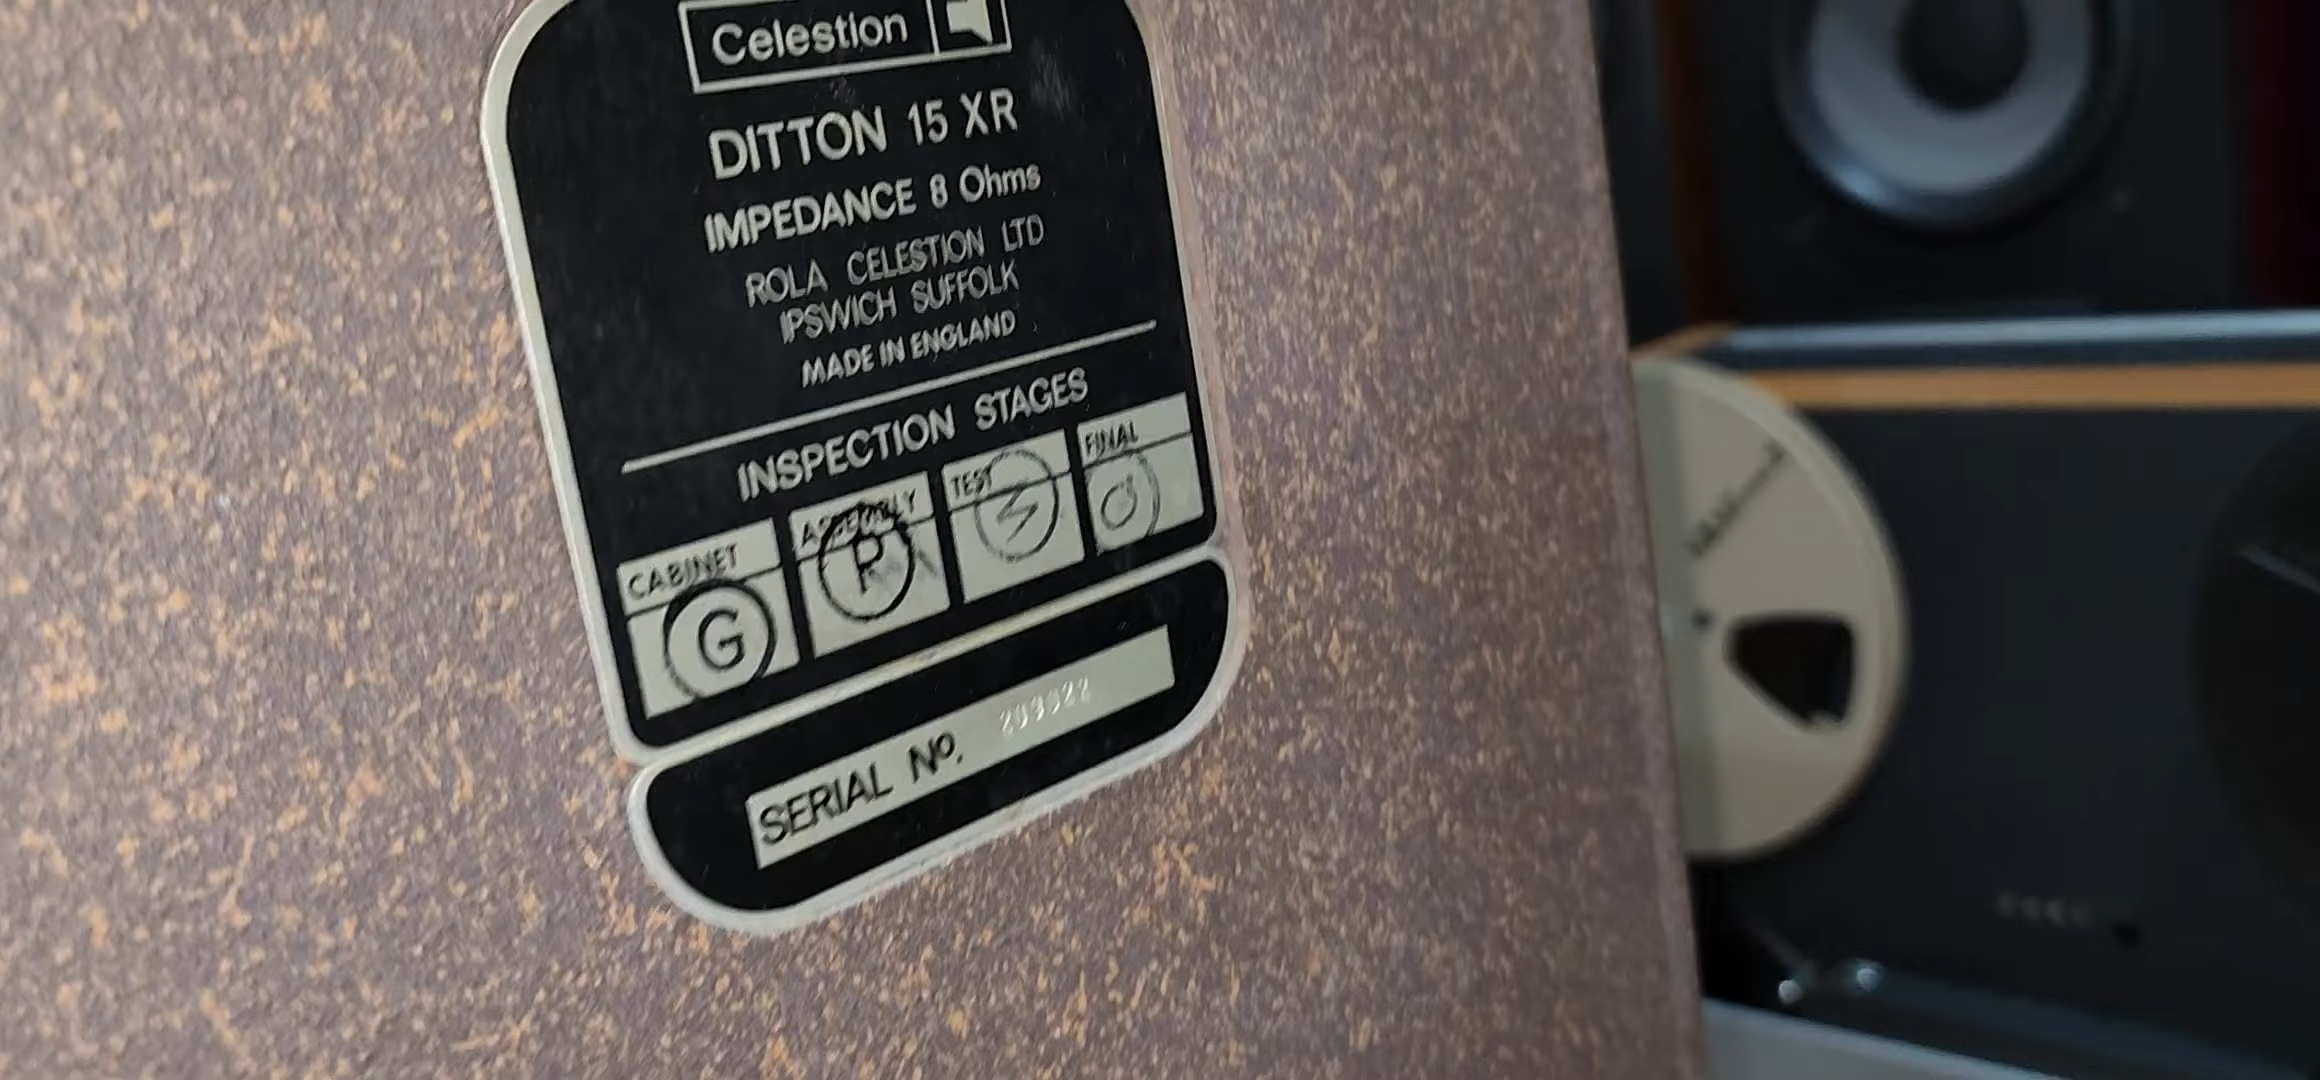 Celestion
DITTON 15 XR
IMPEDANCE 8 Ohms
ROLA CELESTION LTD
IPSWICH SUFFOLK
MADE IN ENGLAND
INSPECTION STAGES
CABINET ASSEMBLY TEST FINAL
G R
SERIAL No.